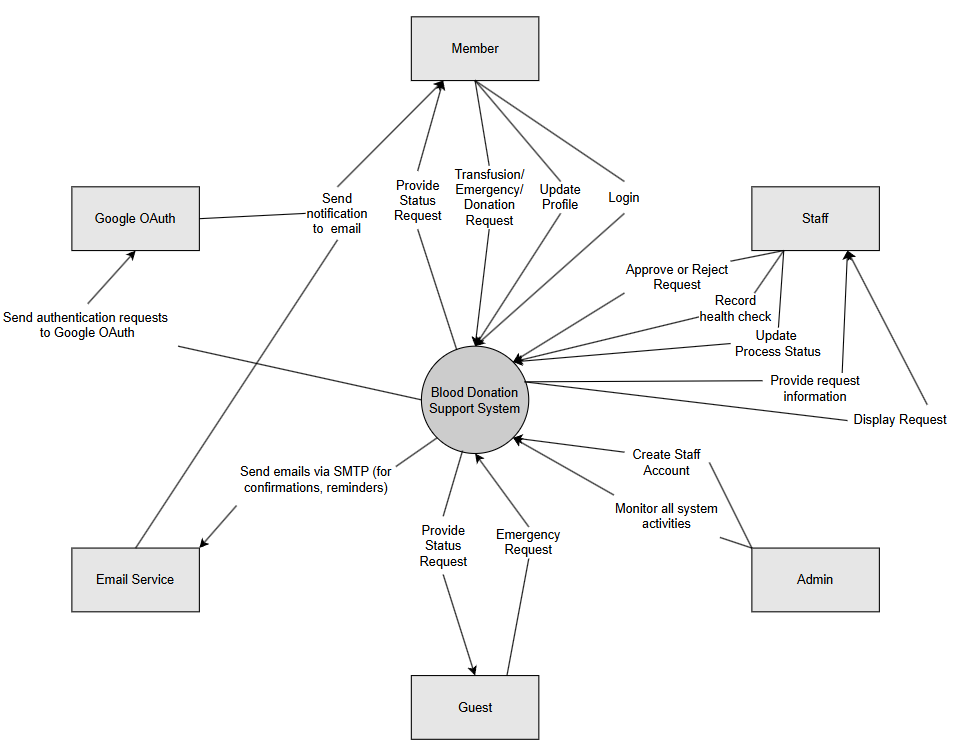 Member
Transfusion/
Emergency/
Donation
Request
Provide
Status
Request
Update
Profile
Send
notification
to email
Login
Google OAuth
Staff
Approve or Reject
Request
Record
health check
Send authentication requests
to Google OAuth
Update
Process Status
Provide request
information
Blood Donation
Support System
Display Request
Create Staff
Account
Send emails via SMTP (for
confirmations, reminders)
Monitor all system
activities
Provide
Status
Request
Emergency
Request
Email Service
Admin
Guest